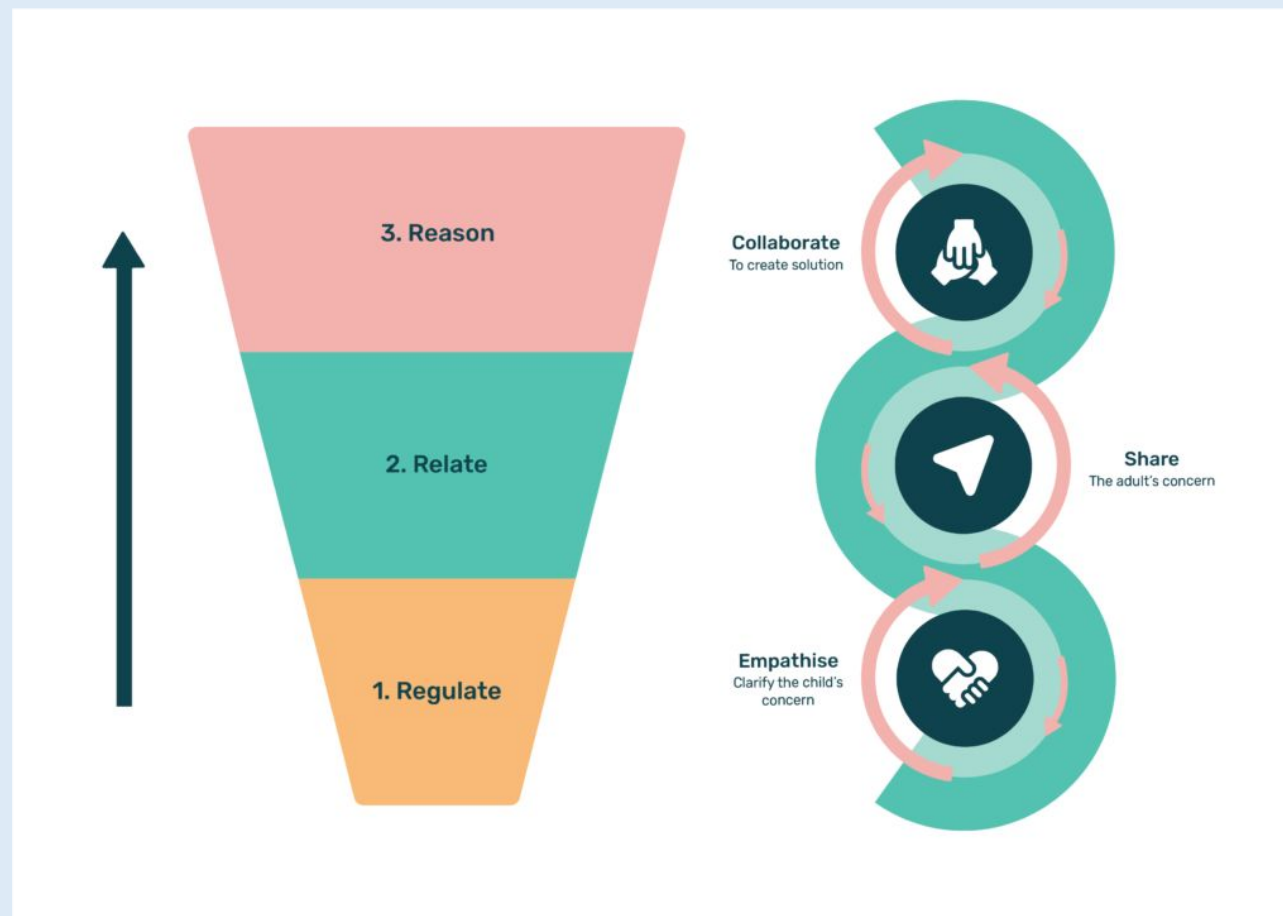 3. Reason
2. Relate
1. Regulate
Collaborate
To create solution
Share
The adult's concern
Empathise
Clarify the child's
concern